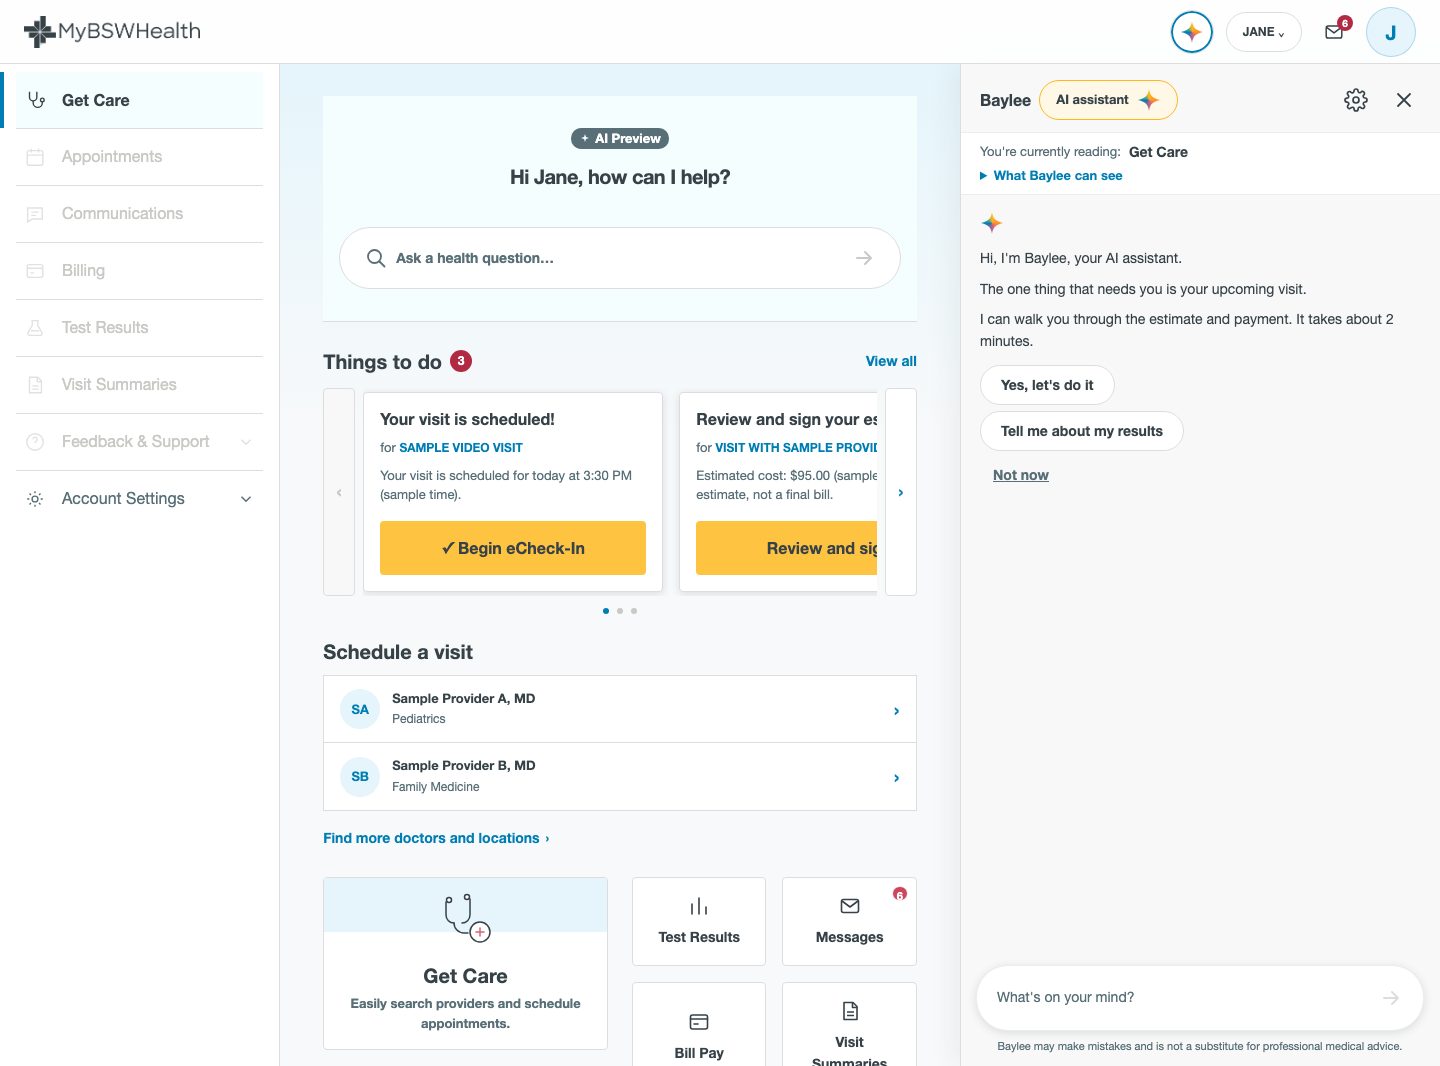 MyBSWHealth
JANE
6
J
Get Care
Appointments
Communications
Billing
Test Results
Visit Summaries
Feedback & Support
Account Settings
AI Preview
Hi Jane, how can I help?
Ask a health question...
Things to do 3
View all
Your visit is scheduled!
for SAMPLE VIDEO VISIT
Your visit is scheduled for today at 3:30 PM
(sample time).
✓ Begin eCheck-In
Review and sign your es
for VISIT WITH SAMPLE PROVID
Estimated cost: $95.00 (sample
estimate, not a final bill.
Review and sig
Schedule a visit
SA
Sample Provider A, MD
Pediatrics
SB
Sample Provider B, MD
Family Medicine
Find more doctors and locations ›
Get Care
Easily search providers and schedule
appointments.
Test Results
6
Messages
Bill Pay
Visit
Summaries
Baylee
AI assistant
You're currently reading: Get Care
What Baylee can see
Hi, I'm Baylee, your AI assistant.
The one thing that needs you is your upcoming visit.
I can walk you through the estimate and payment. It takes about 2
minutes.
Yes, let's do it
Tell me about my results
Not now
What's on your mind?
Baylee may make mistakes and is not a substitute for professional medical advice.